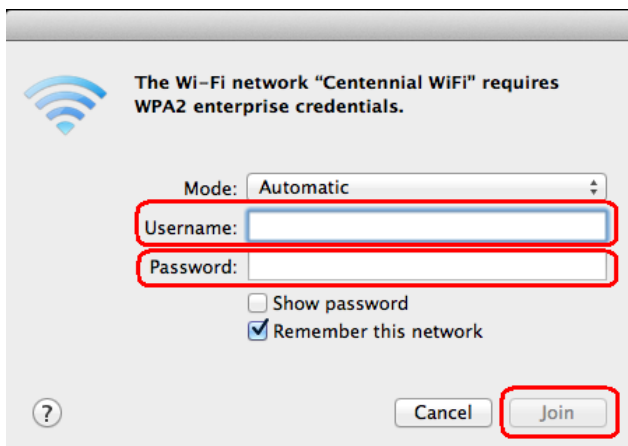 The Wi-Fi network "Centennial WiFi" requires
WPA2 enterprise credentials.
Mode: Automatic
Username:
Password:
Show password
Remember this network
? Cancel Join